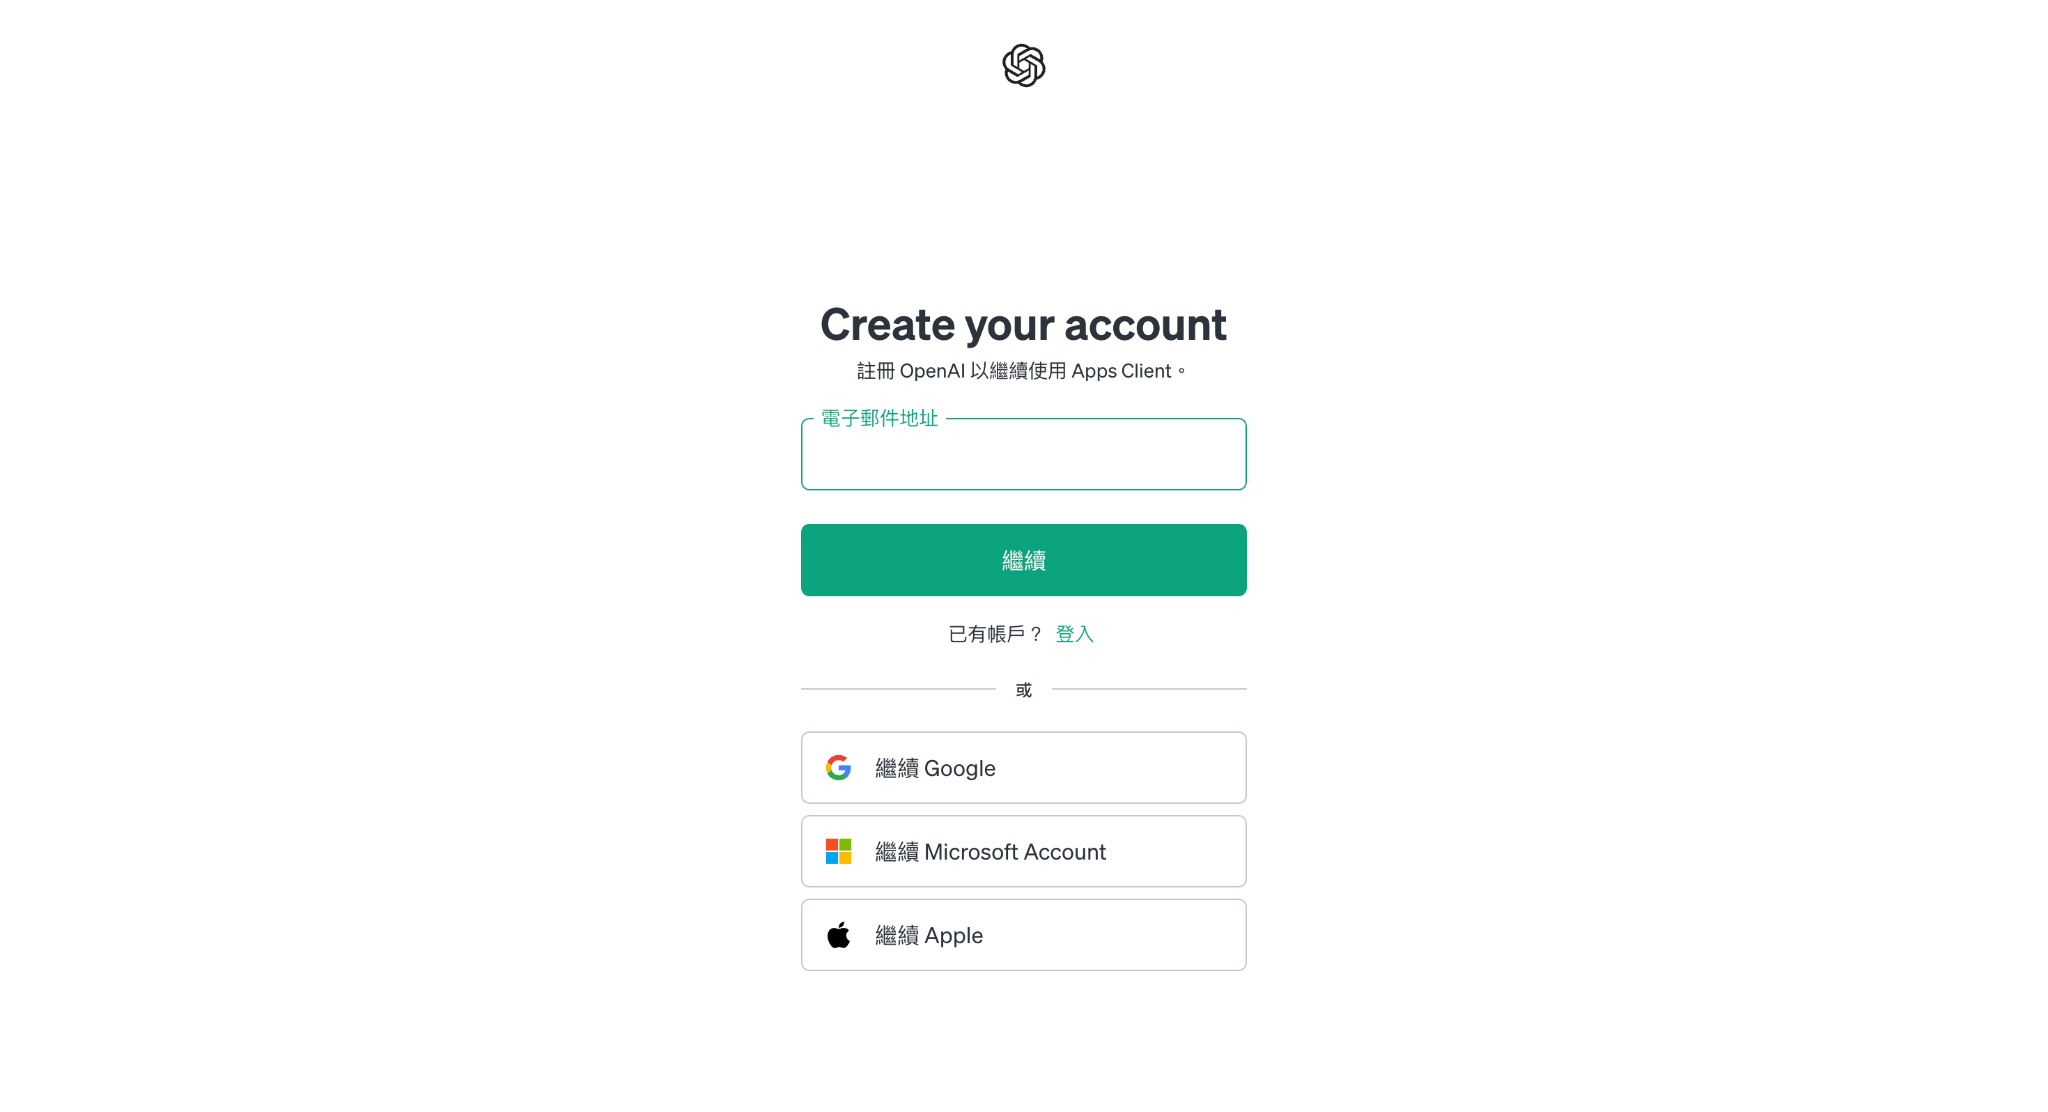 Create your account
註冊 OpenAI 以繼續使用 Apps Client。
電子郵件地址
繼續
已有帳戶？ 登入
或
繼續 Google
繼續 Microsoft Account
繼續 Apple